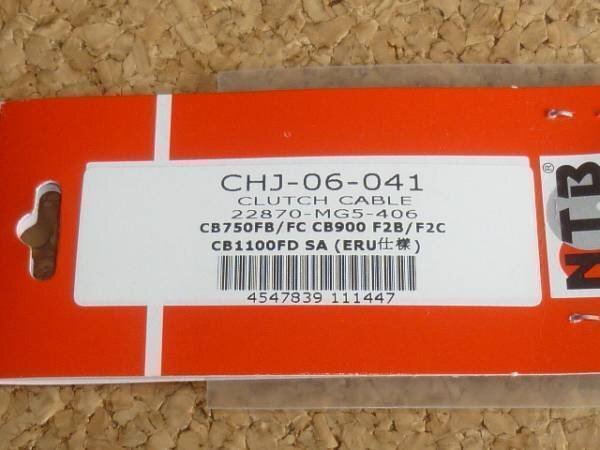 CHJ-06-041
CLUTCH CABLE
22870-MG5-406
CB750FB/FC CB900 F2B/F2C
CB1100FD SA (ERU仕様)
4547839 111447
NTB
®